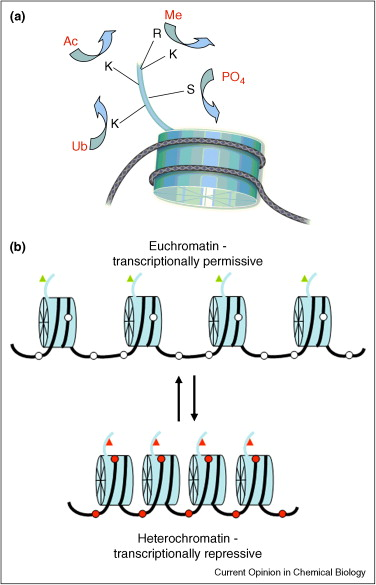 (a)
Me
Ac
R
K
K
S
PO4
K
Ub
(b)
Euchromatin -
transcriptionally permissive
Heterochromatin -
transcriptionally repressive
Current Opinion in Chemical Biology